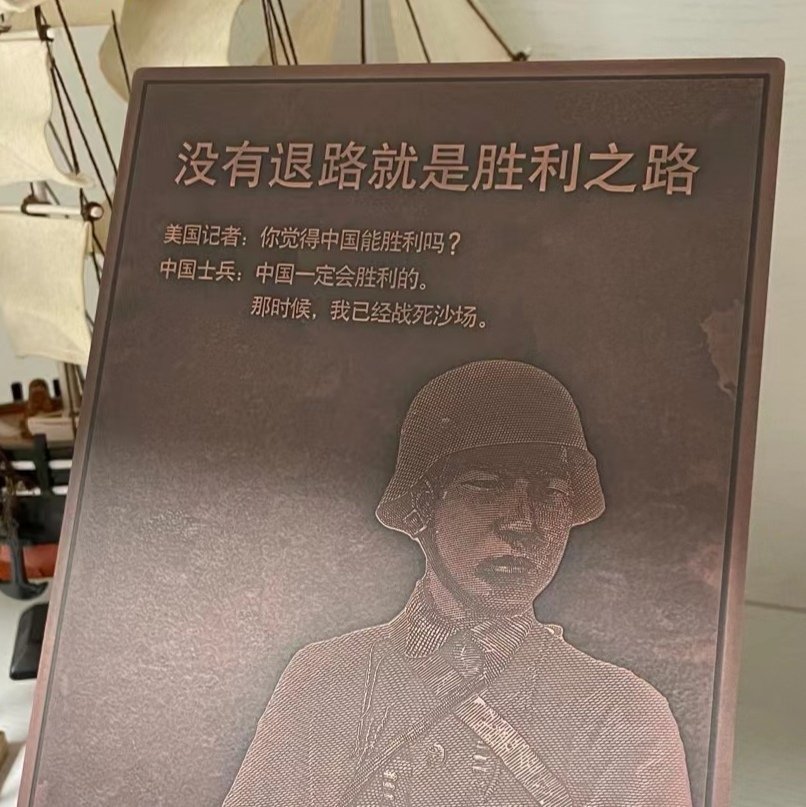 没有退路就是胜利之路
美国记者：你觉得中国能胜利吗？
中国士兵：中国一定会胜利的。
那时候，我已经战死沙场。